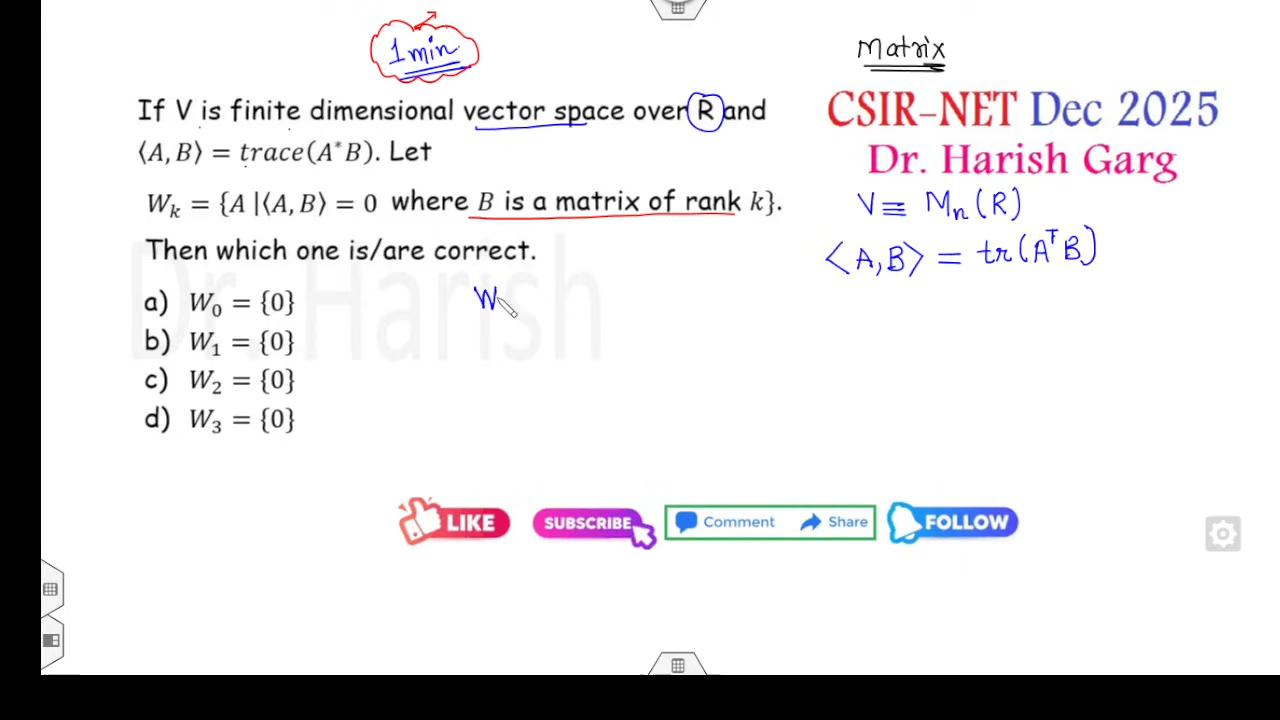 1 min
Matrix
If V is finite dimensional vector space over R and
⟨A, B⟩ = trace(A*B). Let
W_k = {A |⟨A, B⟩ = 0 where B is a matrix of rank k}.
Then which one is/are correct.
a) W_0 = {0}
b) W_1 = {0}
c) W_2 = {0}
d) W_3 = {0}
W
CSIR-NET Dec 2025
Dr. Harish Garg
V ≡ M_n(R)
⟨A, B⟩ = tr(A^T B)
Dr. Harish
LIKE
SUBSCRIBE
Comment
Share
FOLLOW